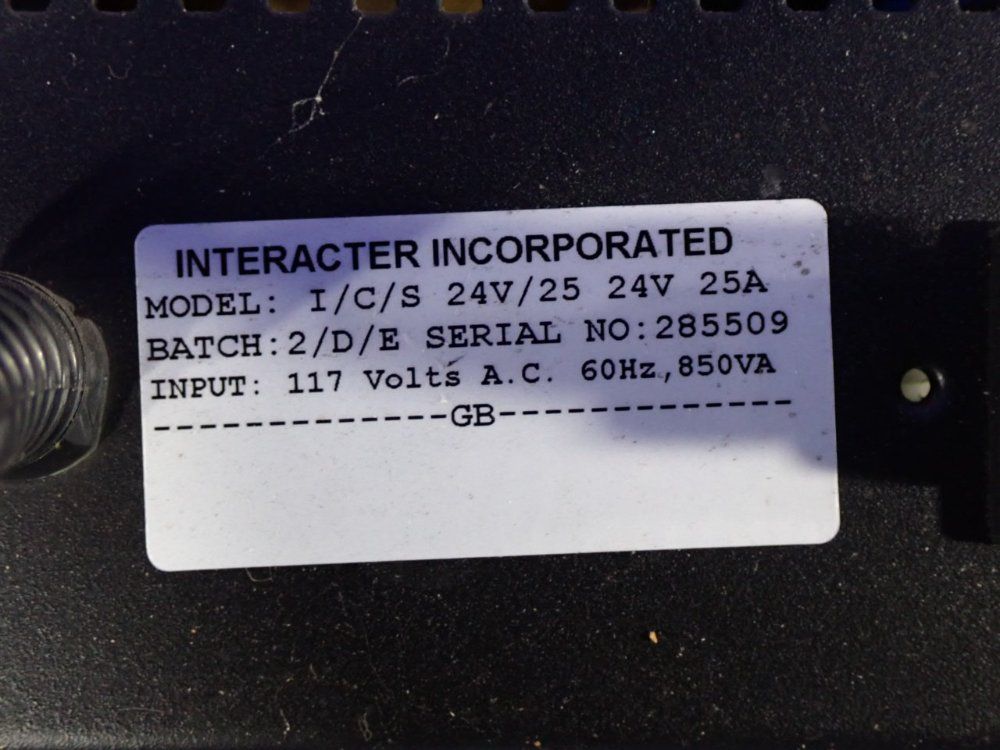 INTERACTER INCORPORATED
MODEL: I/C/S 24V/25 24V 25A
BATCH:2/D/E SERIAL NO:285509
INPUT: 117 Volts A.C. 60Hz,850VA
-------------GB-------------